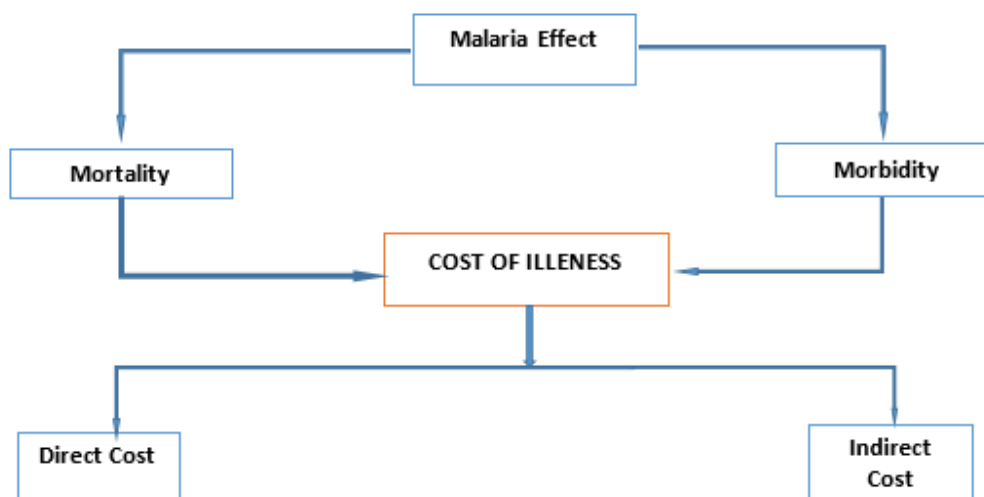 Malaria Effect
Mortality
Morbidity
COST OF ILLENESS
Direct Cost
Indirect
Cost